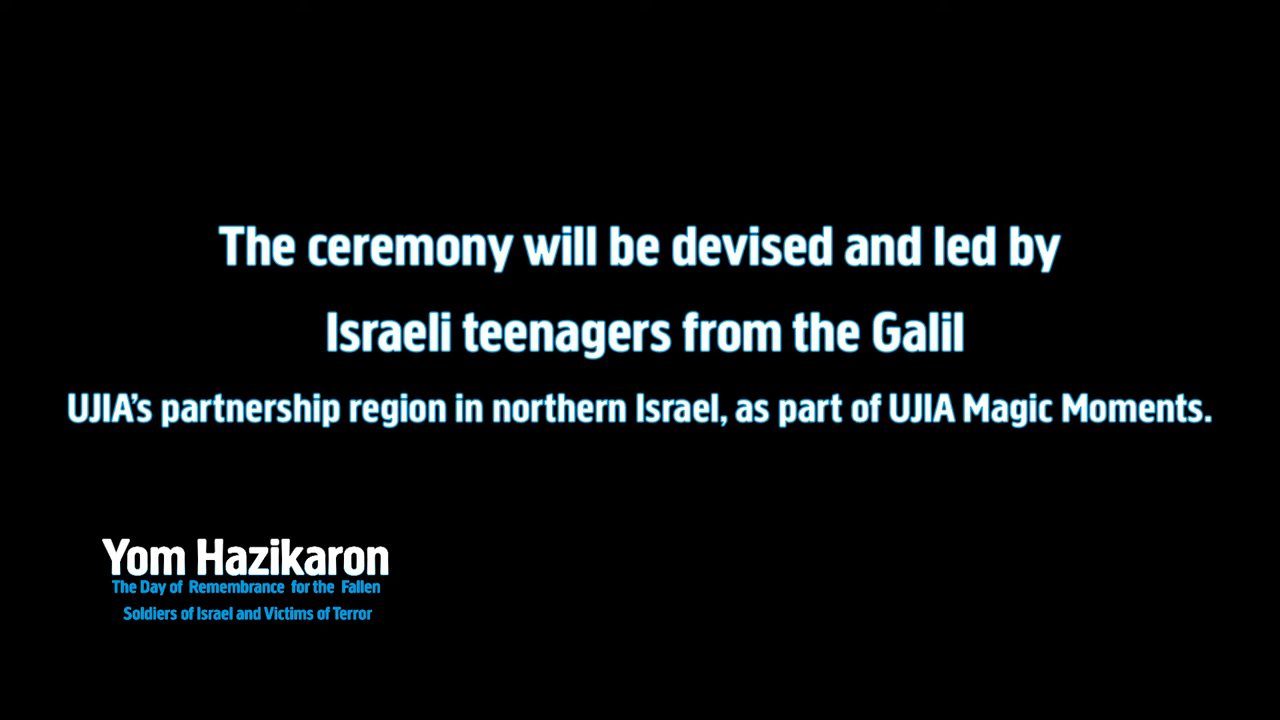 The ceremony will be devised and led by
Israeli teenagers from the Galil
UJIA’s partnership region in northern Israel, as part of UJIA Magic Moments.
Yom Hazikaron
The Day of Remembrance for the Fallen
Soldiers of Israel and Victims of Terror